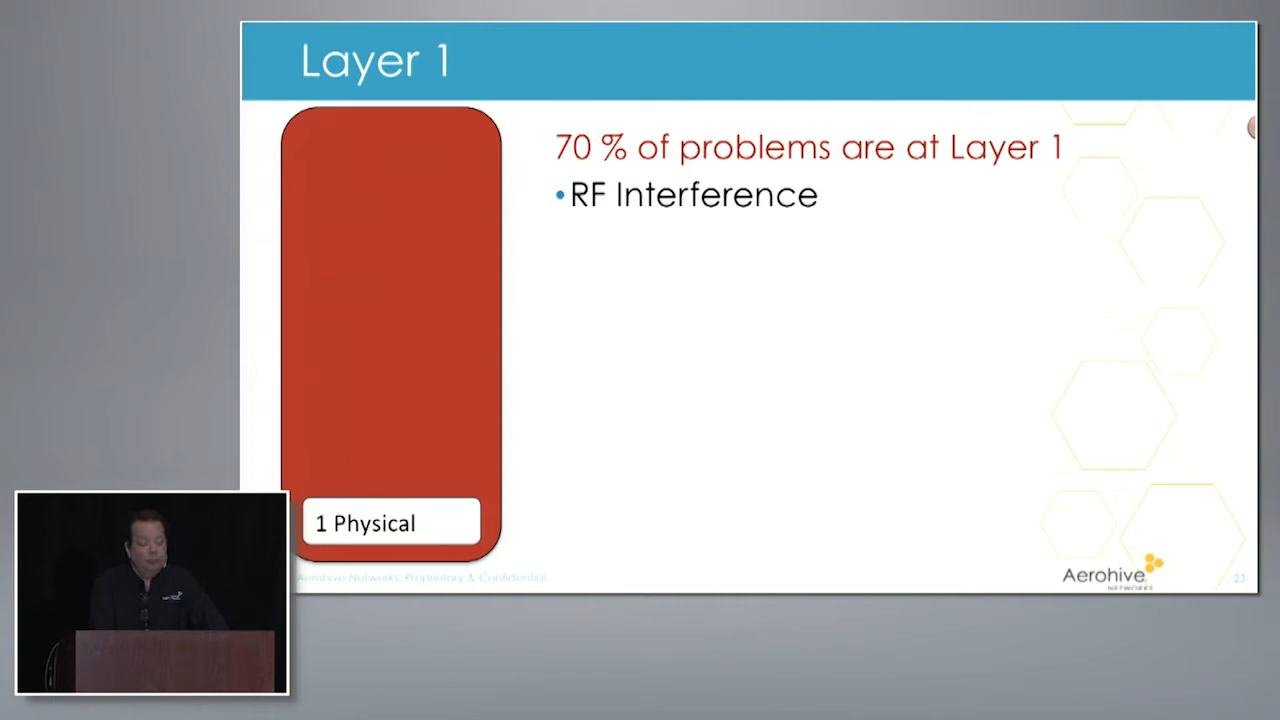 Layer 1
70 % of problems are at Layer 1
•RF Interference
1 Physical
Aerohive Networks, Proprietary & Confidential
Aerohive
NETWORKS
23